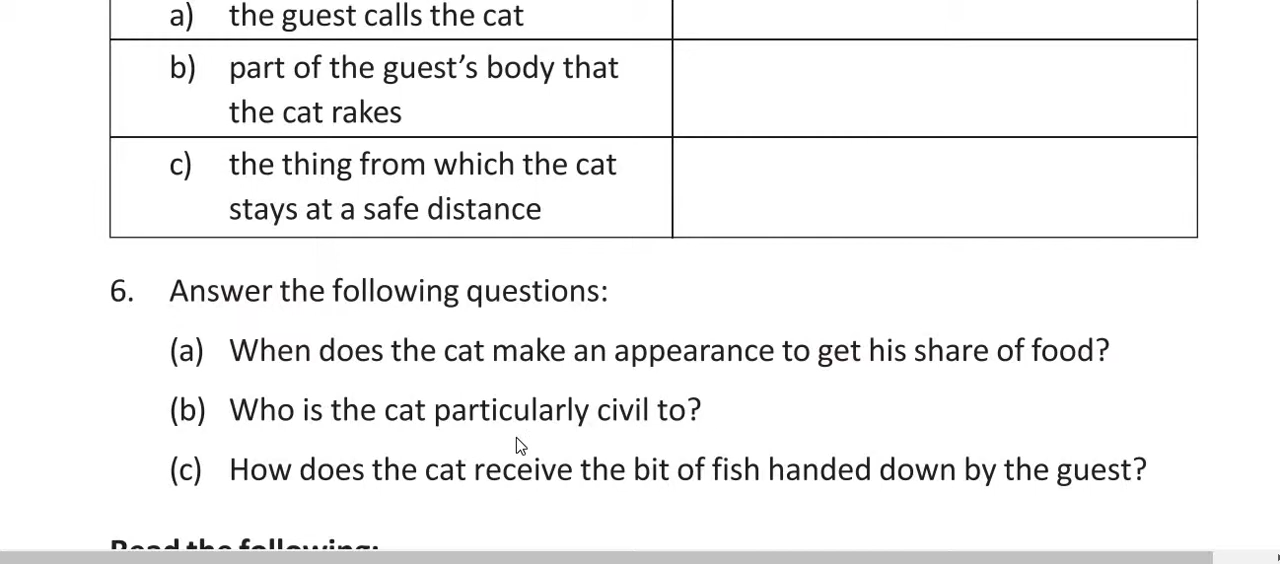 a) the guest calls the cat
b) part of the guest’s body that
the cat rakes
c) the thing from which the cat
stays at a safe distance
6. Answer the following questions:
(a) When does the cat make an appearance to get his share of food?
(b) Who is the cat particularly civil to?
(c) How does the cat receive the bit of fish handed down by the guest?
Read the following: